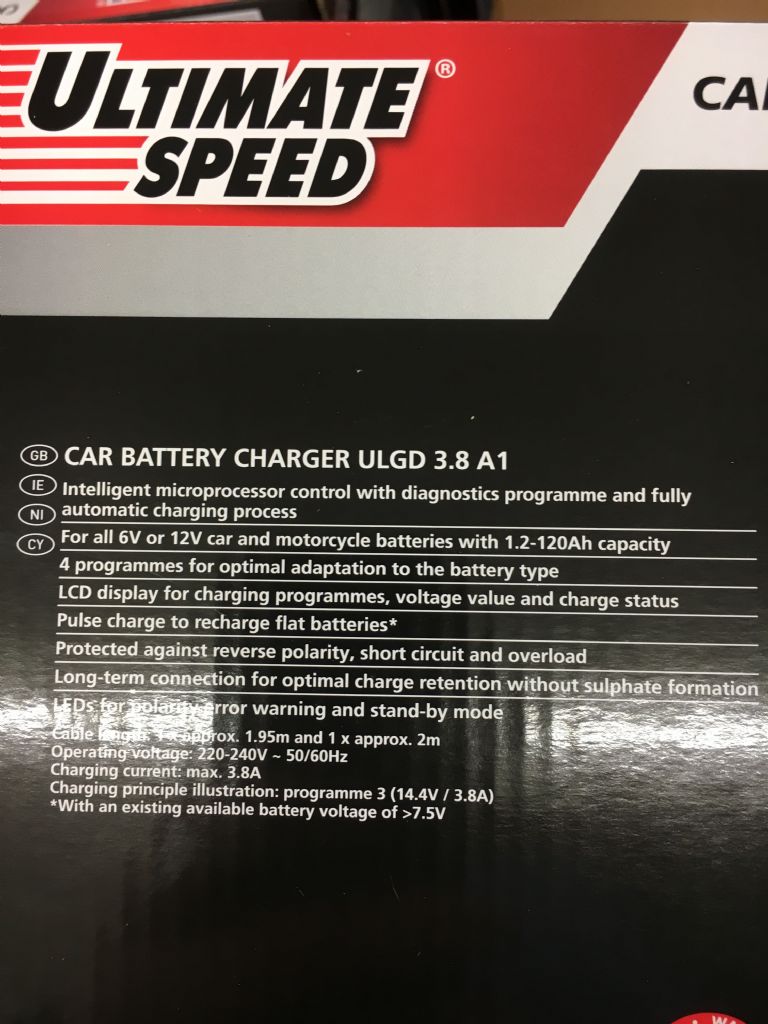 ULTIMATE ®
SPEED
CA
GB CAR BATTERY CHARGER ULGD 3.8 A1
IE Intelligent microprocessor control with diagnostics programme and fully
NI automatic charging process
CY For all 6V or 12V car and motorcycle batteries with 1.2-120Ah capacity
4 programmes for optimal adaptation to the battery type
LCD display for charging programmes, voltage value and charge status
Pulse charge to recharge flat batteries*
Protected against reverse polarity, short circuit and overload
Long-term connection for optimal charge retention without sulphate formation
LEDs for polarity error warning and stand-by mode
Cable length: 1 x approx. 1.95m and 1 x approx. 2m
Operating voltage: 220-240V ~ 50/60Hz
Charging current: max. 3.8A
Charging principle illustration: programme 3 (14.4V / 3.8A)
*With an existing available battery voltage of >7.5V